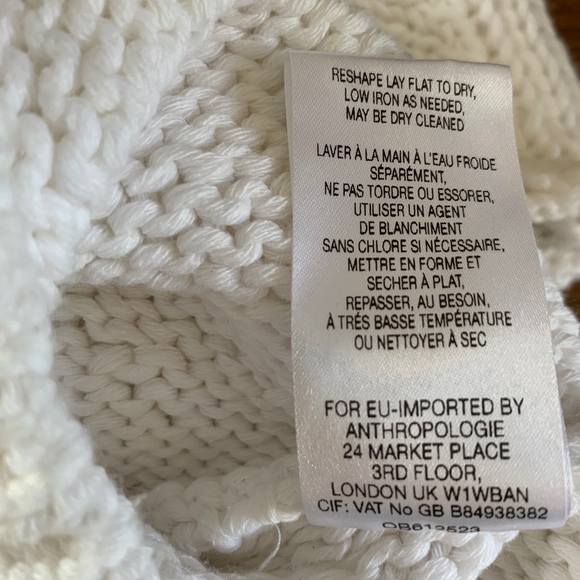 RESHAPE LAY FLAT TO DRY,
LOW IRON AS NEEDED,
MAY BE DRY CLEANED
LAVER À LA MAIN À L'EAU FROIDE
SÉPARÉMENT,
NE PAS TORDRE OU ESSORER,
UTILISER UN AGENT
DE BLANCHIMENT
SANS CHLORE SI NÉCESSAIRE,
METTRE EN FORME ET
SECHER À PLAT,
REPASSER, AU BESOIN,
À TRÉS BASSE TEMPÉRATURE
OU NETTOYER À SEC
FOR EU-IMPORTED BY
ANTHROPOLOGIE
24 MARKET PLACE
3RD FLOOR,
LONDON UK W1WBAN
CIF: VAT No GB B84938382